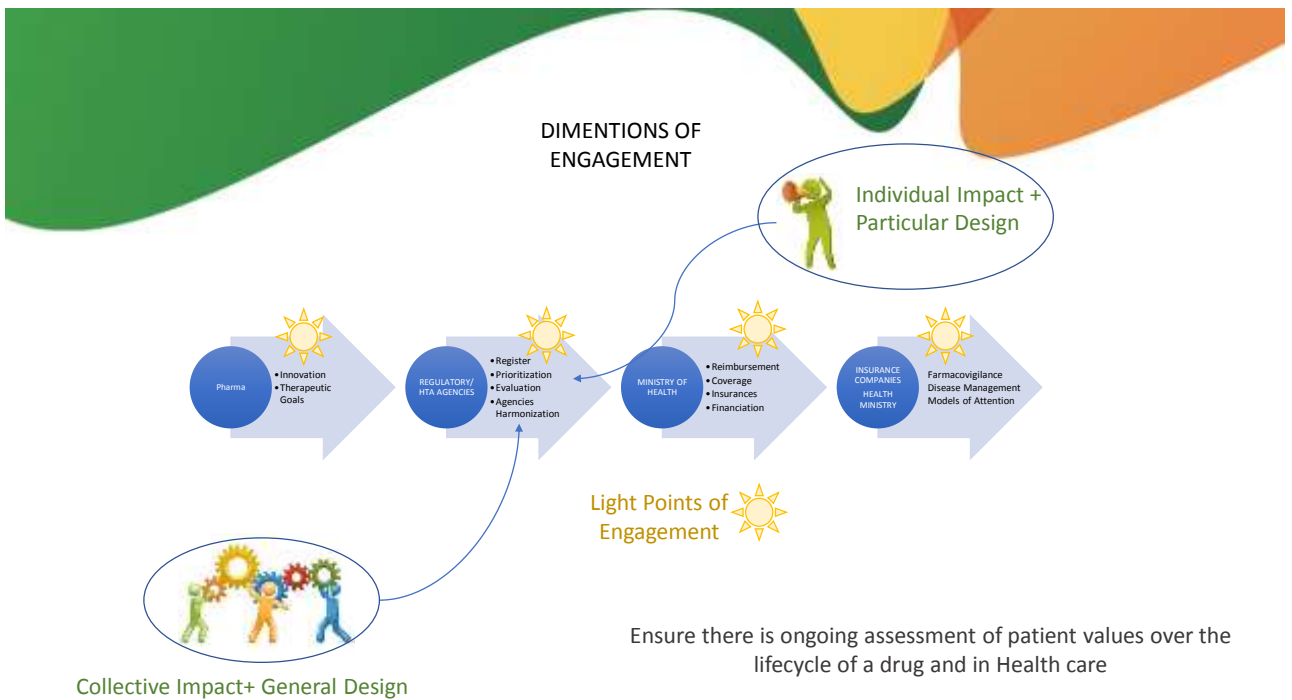 DIMENTIONS OF
ENGAGEMENT
Individual Impact +
Particular Design
Pharma
• Innovation
• Therapeutic
Goals
REGULATORY/
HTA AGENCIES
• Register
• Prioritization
• Evaluation
• Agencies
Harmonization
MINISTRY OF
HEALTH
• Reimbursement
• Coverage
• Insurances
• Financiation
INSURANCE
COMPANIES
HEALTH
MINISTRY
Farmacovigilance
Disease Management
Models of Attention
Light Points of
Engagement
Ensure there is ongoing assessment of patient values over the
lifecycle of a drug and in Health care
Collective Impact+ General Design